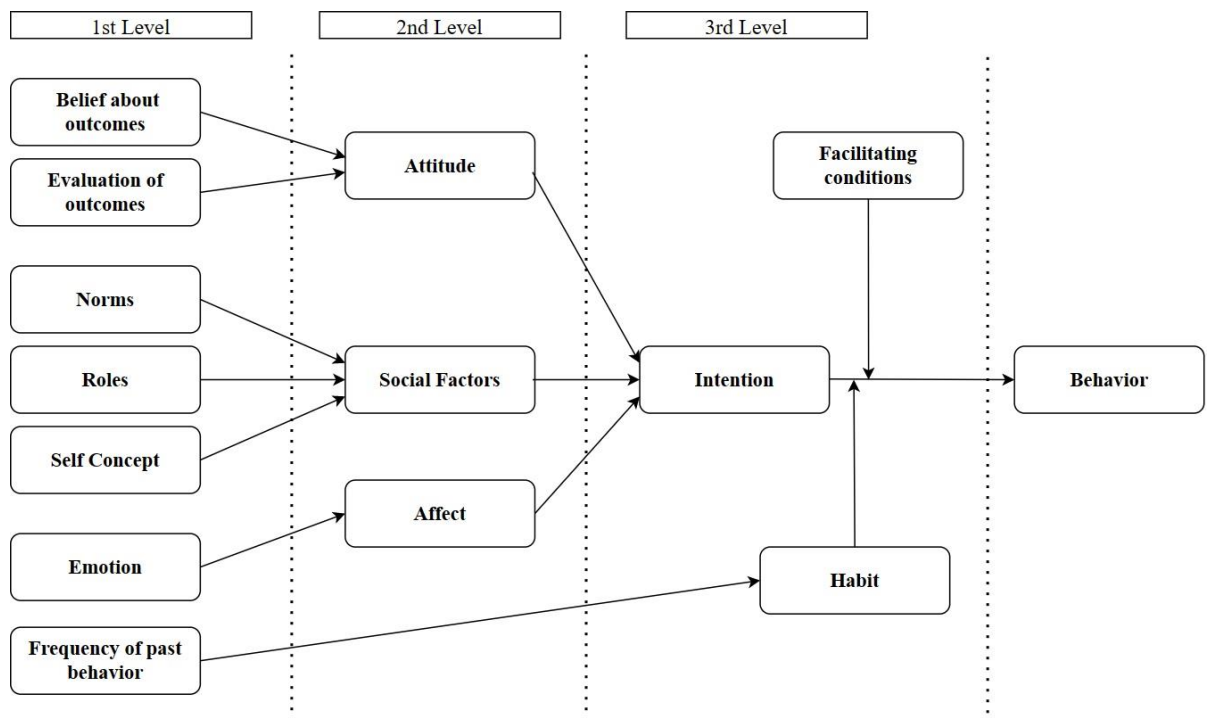 1st Level
2nd Level
3rd Level
Belief about
outcomes
Evaluation of
outcomes
Attitude
Facilitating
conditions
Norms
Roles
Self Concept
Social Factors
Intention
Behavior
Emotion
Affect
Habit
Frequency of past
behavior